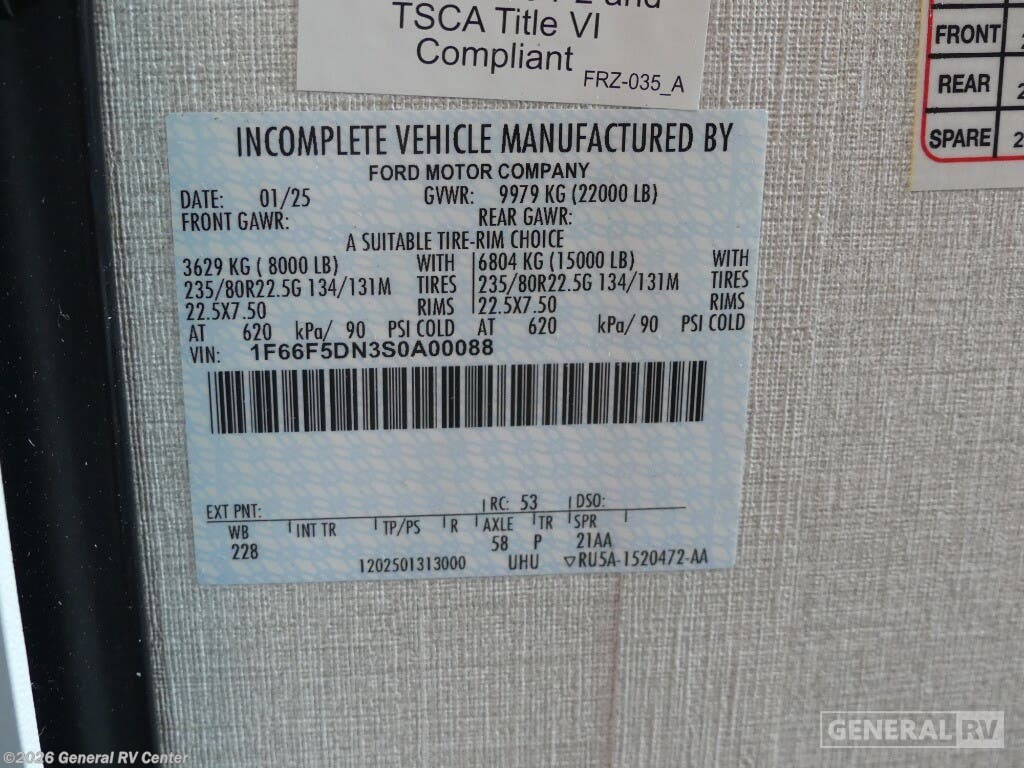 TSCA Title VI
Compliant
FRZ-035_A
FRONT
REAR
SPARE
INCOMPLETE VEHICLE MANUFACTURED BY
FORD MOTOR COMPANY
DATE: 01/25 GVWR: 9979 KG (22000 LB)
FRONT GAWR: REAR GAWR:
A SUITABLE TIRE-RIM CHOICE
3629 KG ( 8000 LB) WITH 6804 KG (15000 LB) WITH
235/80R22.5G 134/131M TIRES 235/80R22.5G 134/131M TIRES
22.5X7.50 RIMS 22.5X7.50 RIMS
AT 620 kPa/ 90 PSI COLD AT 620 kPa/ 90 PSI COLD
VIN: 1F66F5DN3S0A00088
EXT PNT: RC: 53 DSO:
WB INT TR TP/PS R AXLE TR SPR
228 58 P 21AA
1202501313000 UHU ▽RU5A-1520472-AA
GENERAL RV
©2026 General RV Center